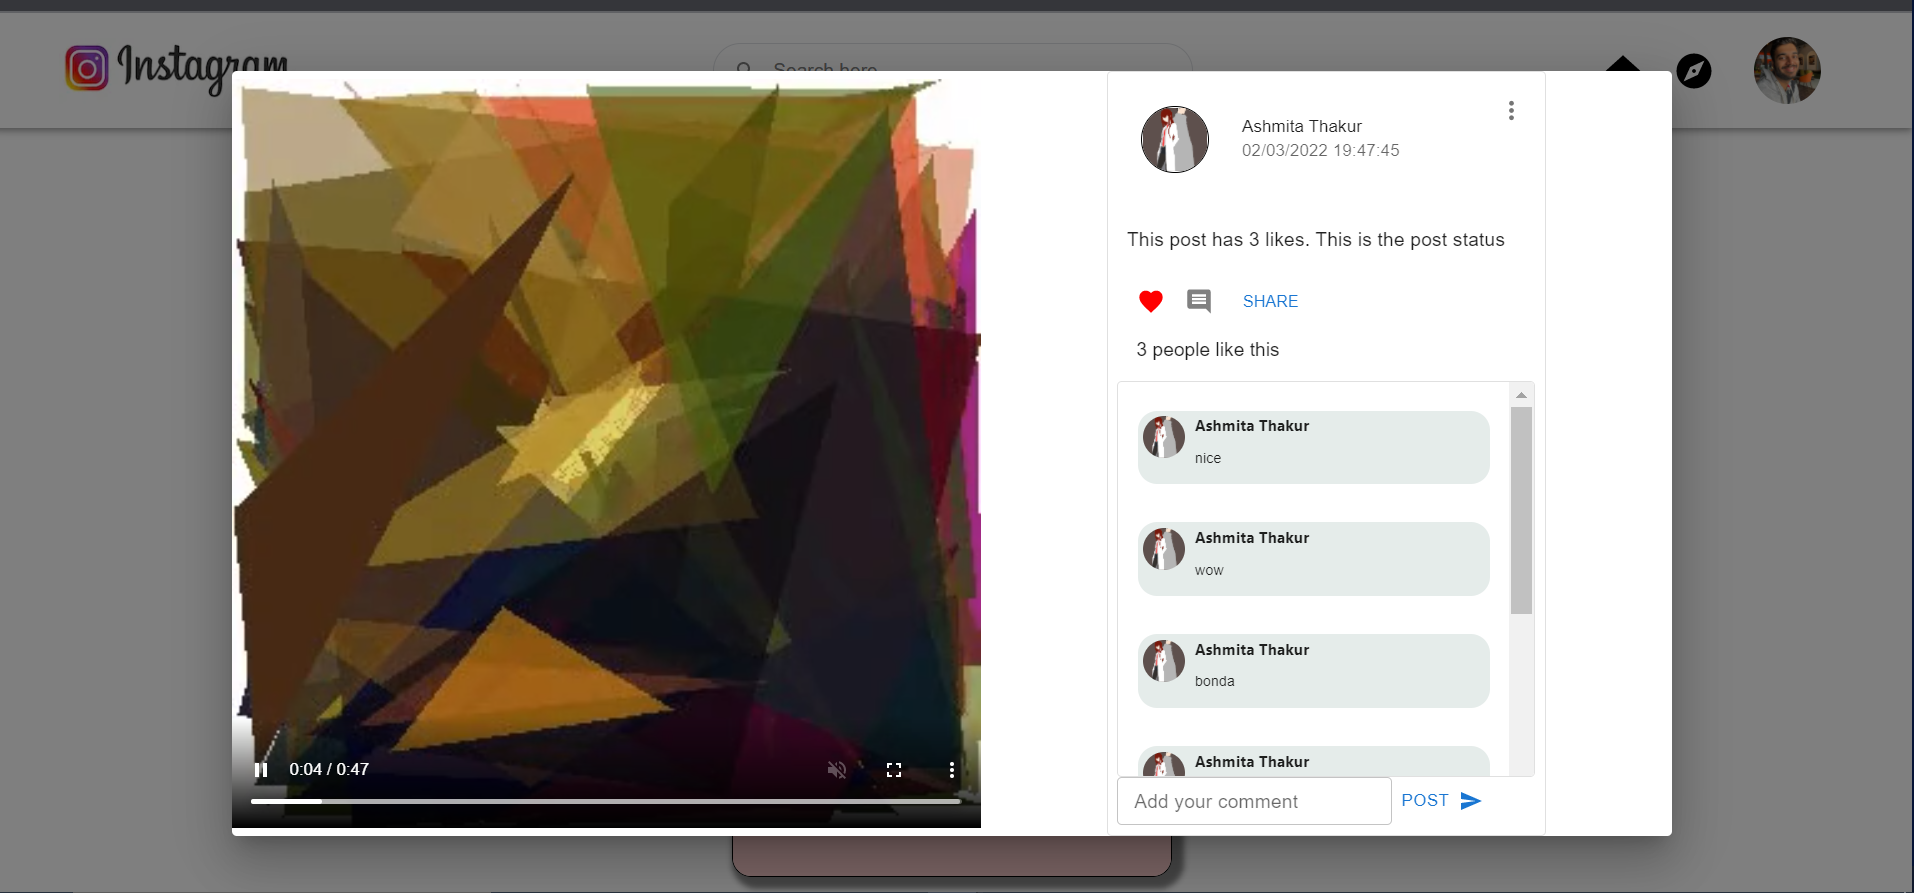 Instagram
Search here
Ashmita Thakur
02/03/2022 19:47:45
This post has 3 likes. This is the post status
SHARE
3 people like this
Ashmita Thakur
nice
Ashmita Thakur
wow
Ashmita Thakur
bonda
Ashmita Thakur
0:04 / 0:47
Add your comment
POST